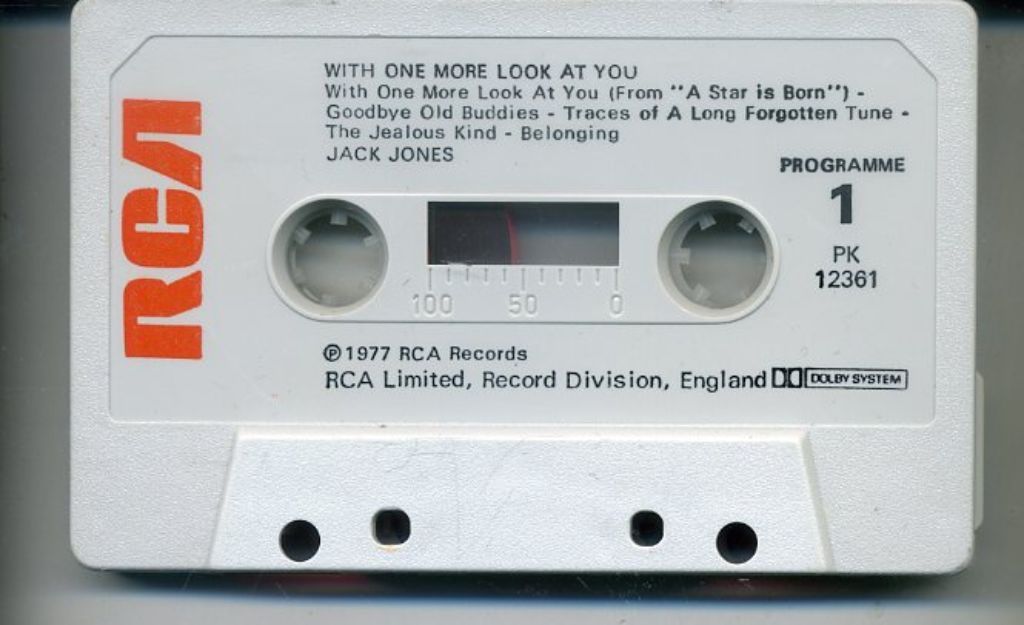 RCA
WITH ONE MORE LOOK AT YOU
With One More Look At You (From "A Star is Born") -
Goodbye Old Buddies - Traces of A Long Forgotten Tune -
The Jealous Kind - Belonging
JACK JONES
PROGRAMME
1
PK
12361
100 50 0
℗ 1977 RCA Records
RCA Limited, Record Division, England DOLBY SYSTEM